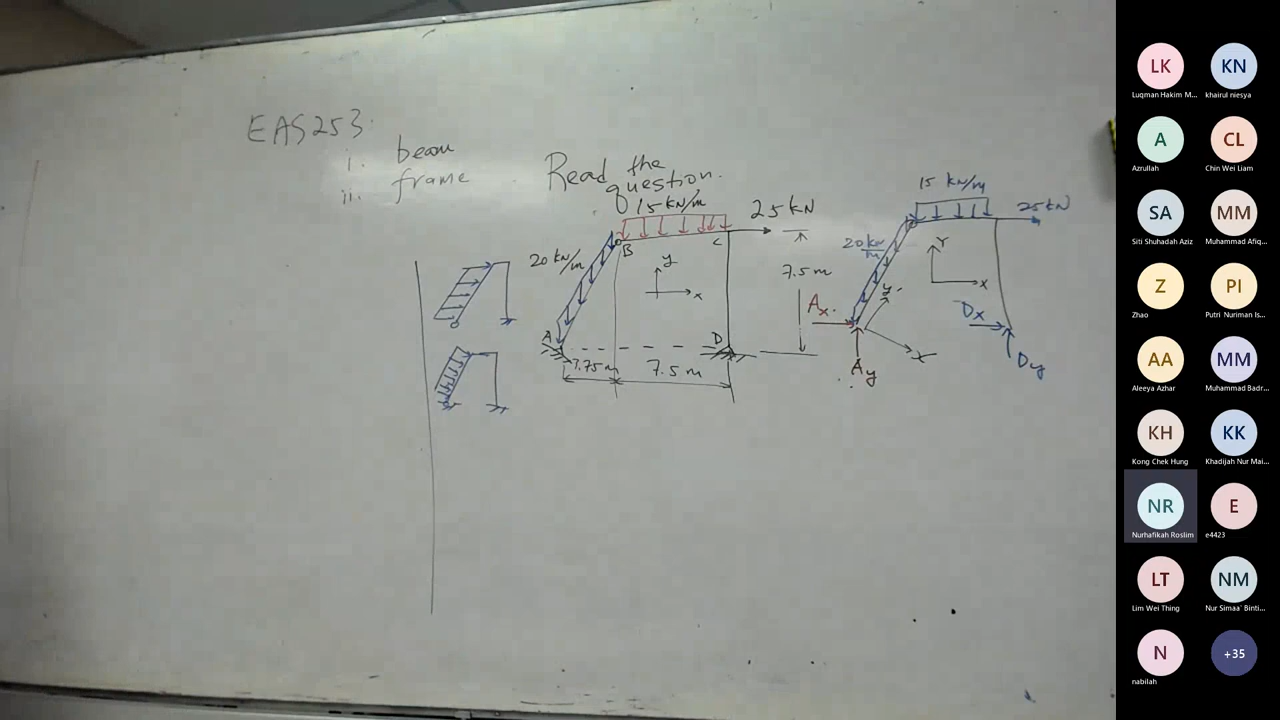 EAS253.
i. beam
ii. frame
Read the
question.
15 kN/m
25 kN
20 kN/m
B
C
y
x
7.5 m
A
D
7.5 m
15 kN/m
25 kN
20 kN/m
Y
X
Ax.
y'
x'
Ay
Dx
Dy
LK
Luqman Hakim M...
KN
khairul niesya
A
Azrullah
CL
Chin Wei Liam
SA
Siti Shuhadah Aziz
MM
Muhammad Afiq...
Z
Zhao
PI
Putri Nuriman Is...
AA
Aleeya Azhar
MM
Muhammad Badr...
KH
Kong Chek Hung
KK
Khadijah Nur Mai...
NR
Nurhafikah Roslim
E
e4423
LT
Lim Wei Thing
NM
Nur Simaa` Binti...
N
nabilah
+35